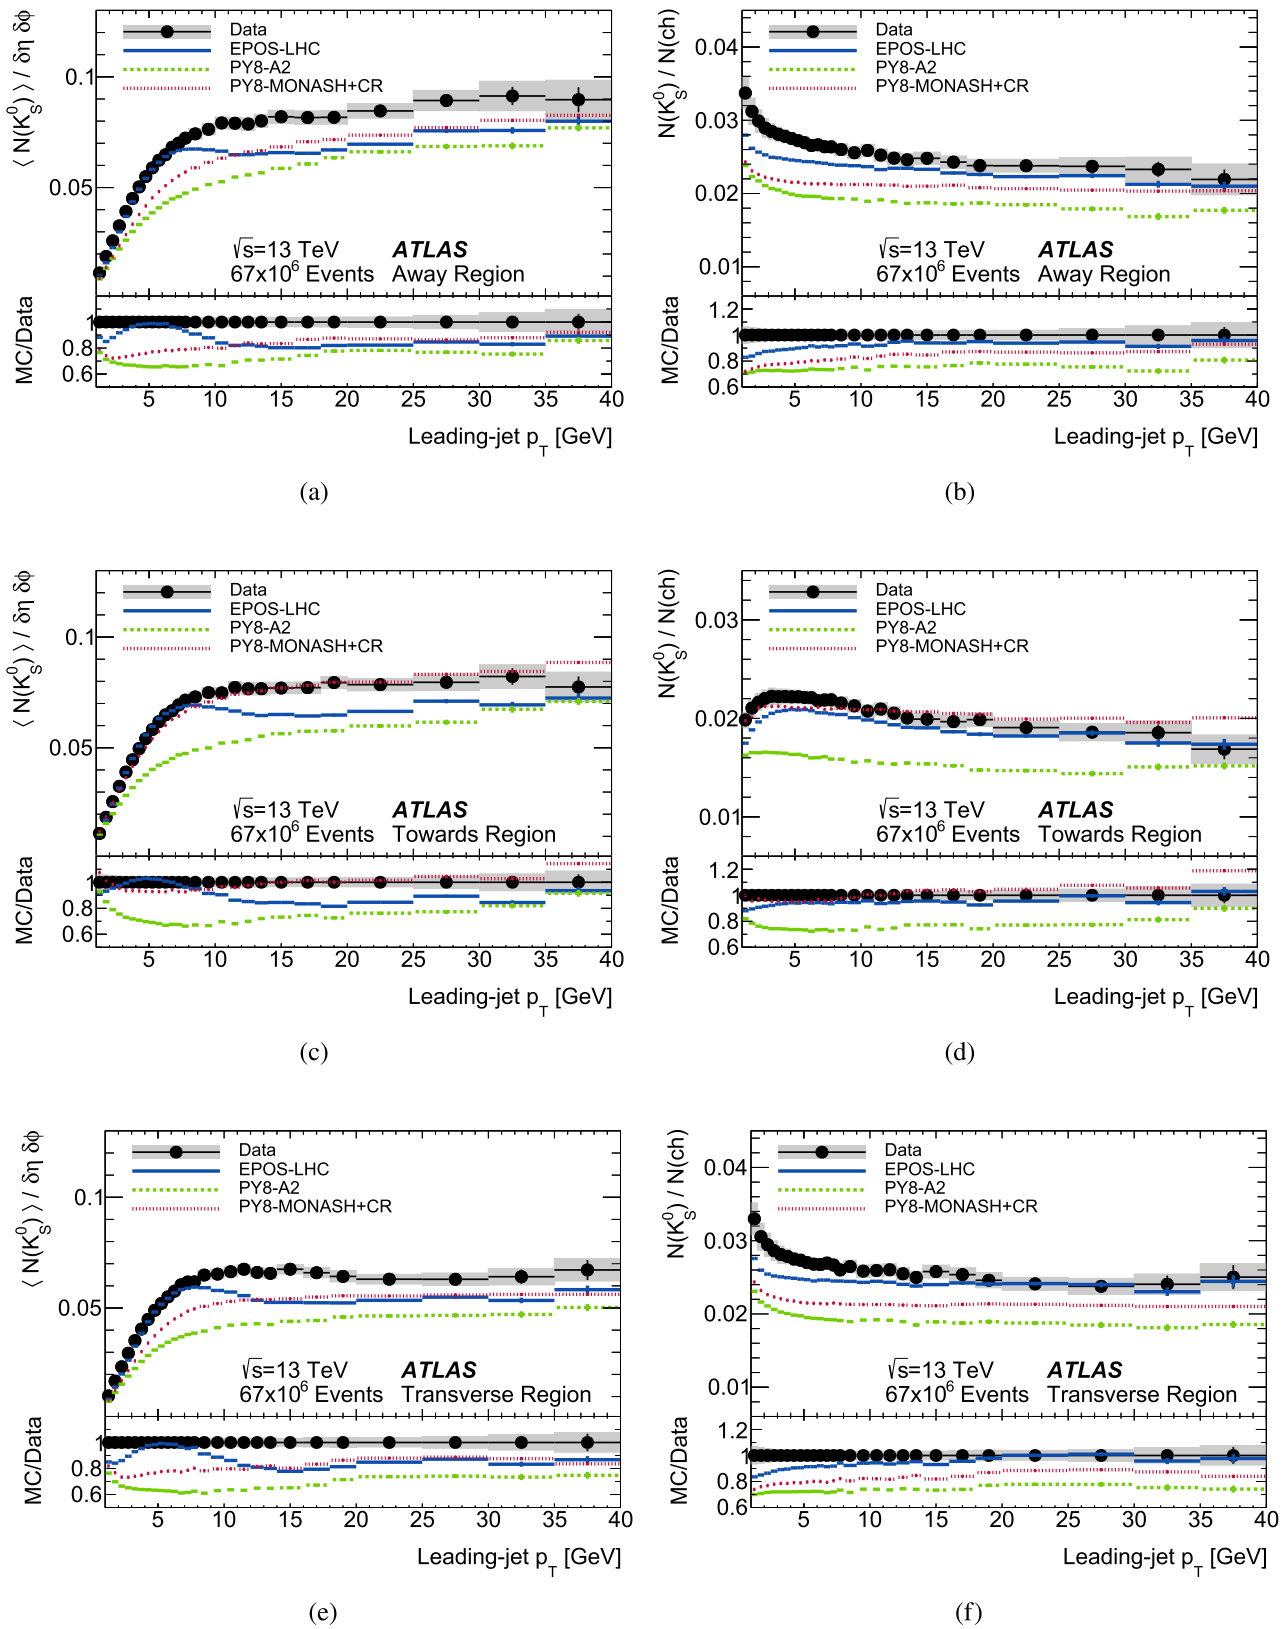 ⟨ N(K⁰_S) ⟩ / δη δφ
0.1
0.05
Data
EPOS-LHC
PY8-A2
PY8-MONASH+CR
√s=13 TeV ATLAS
67x10⁶ Events Away Region
MC/Data
1
0.8
0.6
5 10 15 20 25 30 35 40
Leading-jet p_T [GeV]
(a)
N(K⁰_S) / N(ch)
0.04
0.03
0.02
0.01
Data
EPOS-LHC
PY8-A2
PY8-MONASH+CR
√s=13 TeV ATLAS
67x10⁶ Events Away Region
MC/Data
1.2
1
0.8
0.6
5 10 15 20 25 30 35 40
Leading-jet p_T [GeV]
(b)
⟨ N(K⁰_S) ⟩ / δη δφ
0.1
0.05
Data
EPOS-LHC
PY8-A2
PY8-MONASH+CR
√s=13 TeV ATLAS
67x10⁶ Events Towards Region
MC/Data
1
0.8
0.6
5 10 15 20 25 30 35 40
Leading-jet p_T [GeV]
(c)
N(K⁰_S) / N(ch)
0.03
0.02
0.01
Data
EPOS-LHC
PY8-A2
PY8-MONASH+CR
√s=13 TeV ATLAS
67x10⁶ Events Towards Region
MC/Data
1.2
1
0.8
0.6
5 10 15 20 25 30 35 40
Leading-jet p_T [GeV]
(d)
⟨ N(K⁰_S) ⟩ / δη δφ
0.1
0.05
Data
EPOS-LHC
PY8-A2
PY8-MONASH+CR
√s=13 TeV ATLAS
67x10⁶ Events Transverse Region
MC/Data
1
0.8
0.6
5 10 15 20 25 30 35 40
Leading-jet p_T [GeV]
(e)
N(K⁰_S) / N(ch)
0.04
0.03
0.02
0.01
Data
EPOS-LHC
PY8-A2
PY8-MONASH+CR
√s=13 TeV ATLAS
67x10⁶ Events Transverse Region
MC/Data
1.2
1
0.8
0.6
5 10 15 20 25 30 35 40
Leading-jet p_T [GeV]
(f)